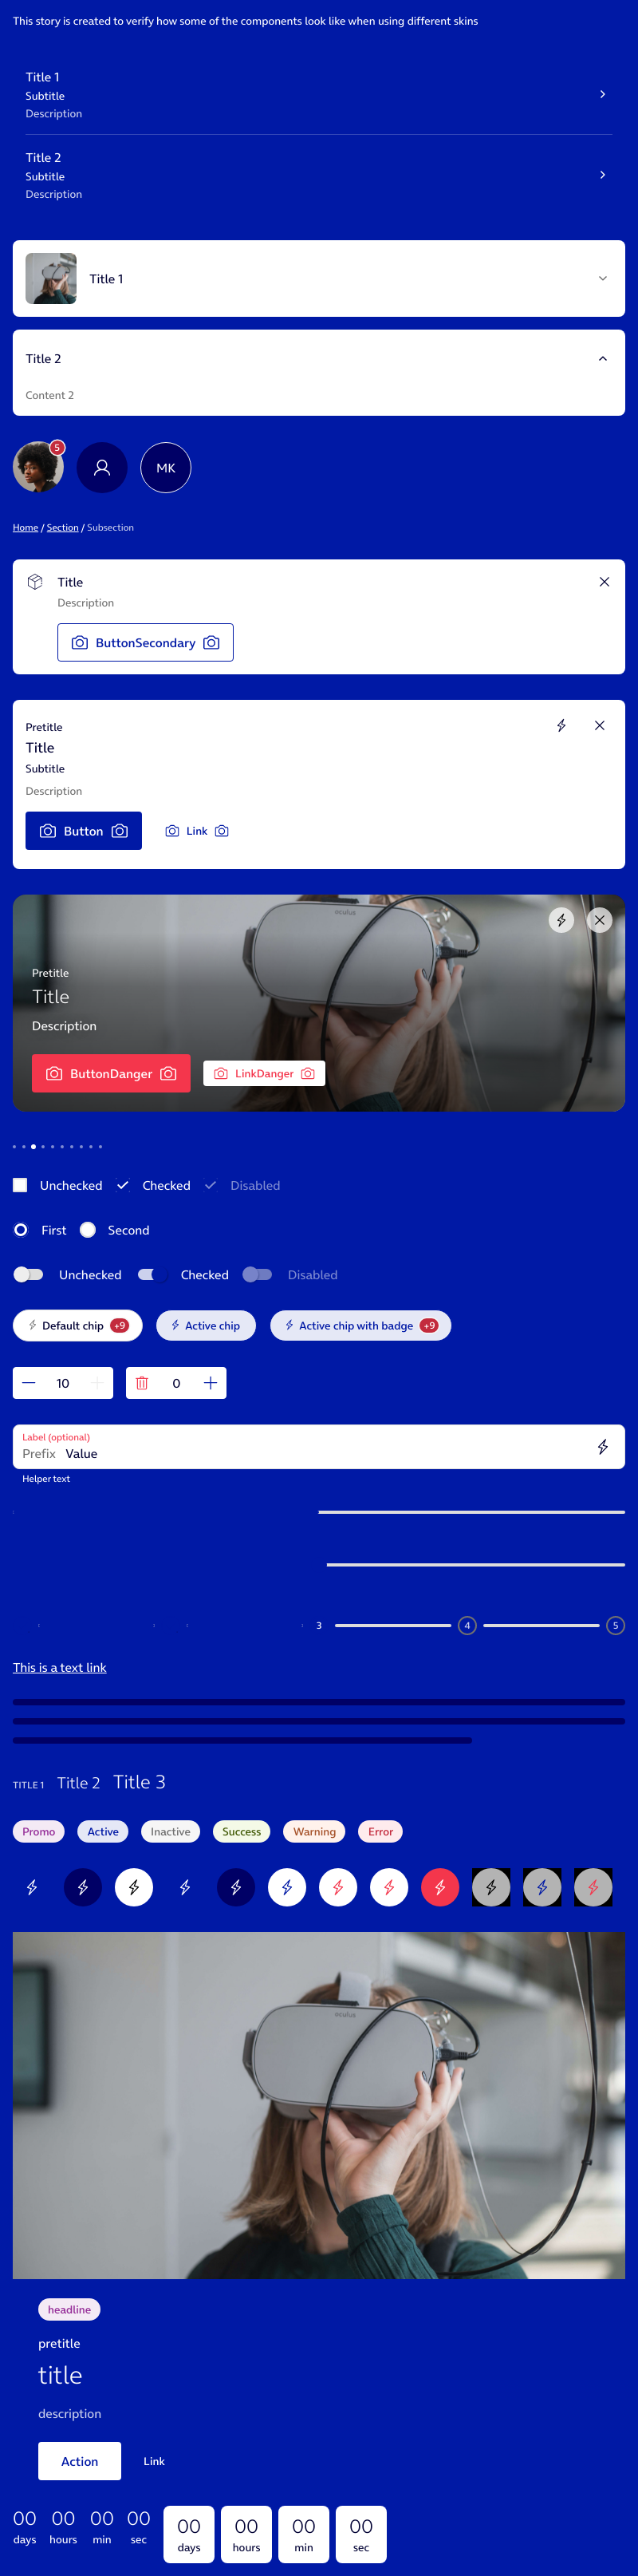 This story is created to verify how some of the components look like when using different skins
Title 1
Subtitle
Description
Title 2
Subtitle
Description
Title 1
Title 2
Content 2
5
MK
Home / Section / Subsection
Title
Description
ButtonSecondary
Pretitle
Title
Subtitle
Description
Button Link
oculus
Pretitle
Title
Description
ButtonDanger LinkDanger
Unchecked Checked Disabled
First Second
Unchecked Checked Disabled
Default chip +9 Active chip Active chip with badge +9
10 0
Label (optional)
Prefix Value
Helper text
3 4 5
This is a text link
TITLE 1 Title 2 Title 3
Promo Active Inactive Success Warning Error
oculus
headline
pretitle
title
description
Action Link
00 00 00 00 00 00 00 00
days hours min sec days hours min sec